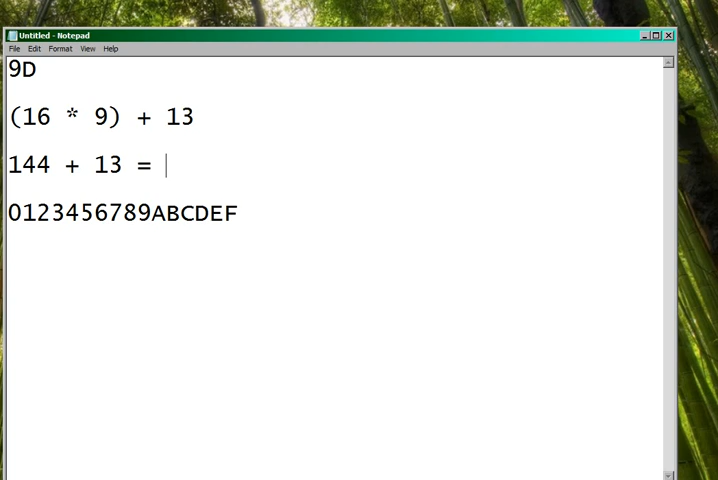 Untitled - Notepad
File Edit Format View Help
9D
(16 * 9) + 13
144 + 13 =
0123456789ABCDEF